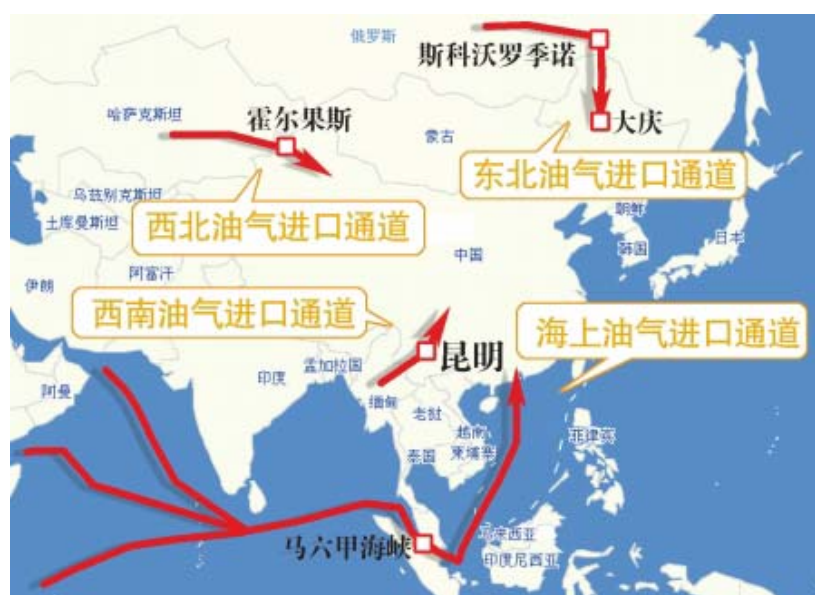 俄罗斯
斯科沃罗季诺
哈萨克斯坦
霍尔果斯
蒙古
大庆
东北油气进口通道
乌兹别克斯坦
土库曼斯坦
西北油气进口通道
朝鲜
韩国
日本
中国
伊朗
阿富汗
西南油气进口通道
海上油气进口通道
昆明
孟加拉国
印度
阿曼
缅甸
老挝
越南
泰国
柬埔寨
菲律宾
马六甲海峡
马来西亚
印度尼西亚